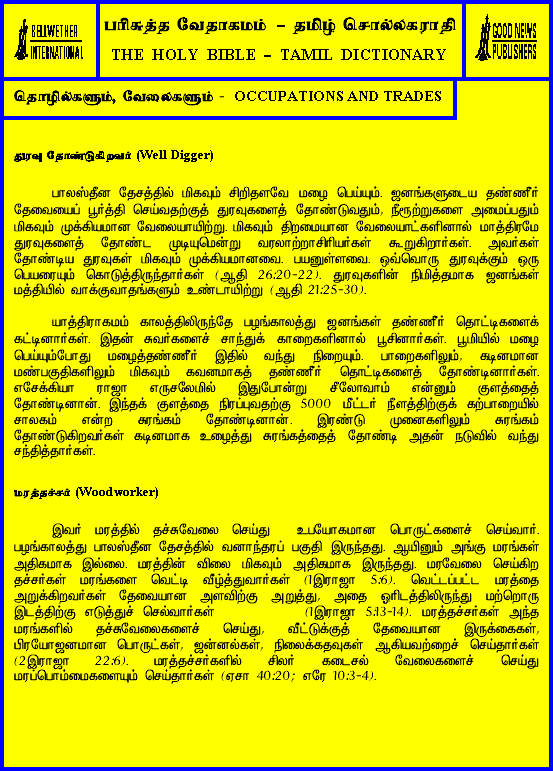 BELLWETHER
INTERNATIONAL
பரிசுத்த வேதாகமம் – தமிழ் சொல்லகராதி
THE HOLY BIBLE – TAMIL DICTIONARY
GOOD NEWS
PUBLISHERS
தொழில்களும், வேலைகளும் - OCCUPATIONS AND TRADES
துரவு தோண்டுகிறவர் (Well Digger)
பாலஸ்தீன தேசத்தில் மிகவும் சிறிதளவே மழை பெய்யும். ஜனங்களுடைய தண்ணீர்
தேவையைப் பூர்த்தி செய்வதற்குத் துரவுகளைத் தோண்டுவதும், நீரூற்றுகளை அமைப்பதும்
மிகவும் முக்கியமான வேலையாயிற்று. மிகவும் திறமையான வேலையாட்களினால் மாத்திரமே
துரவுகளைத் தோண்ட முடியுமென்று வரலாற்றாசிரியர்கள் கூறுகிறார்கள். அவர்கள்
தோண்டிய துரவுகள் மிகவும் முக்கியமானவை. பயனுள்ளவை. ஒவ்வொரு துரவுக்கும் ஒரு
பெயரையும் கொடுத்திருந்தார்கள் (ஆதி 26:20-22). துரவுகளின் நிமித்தமாக ஜனங்கள்
மத்தியில் வாக்குவாதங்களும் உண்டாயிற்று (ஆதி 21:25-30).
யாத்திராகமம் காலத்திலிருந்தே பழங்காலத்து ஜனங்கள் தண்ணீர் தொட்டிகளைக்
கட்டினார்கள். இதன் சுவர்களைச் சாந்துக் காறைகளினால் பூசினார்கள். பூமியில் மழை
பெய்யும்போது மழைத்தண்ணீர் இதில் வந்து நிறையும். பாறைகளிலும், கடினமான
மண்பகுதிகளிலும் மிகவும் கவனமாகத் தண்ணீர் தொட்டிகளைத் தோண்டினார்கள்.
எசேக்கியா ராஜா எருசலேமில் இதுபோன்று சீலோவாம் என்னும் குளத்தைத்
தோண்டினான். இந்தக் குளத்தை நிரப்புவதற்கு 5000 மீட்டர் நீளத்திற்குக் கற்பாறையில்
சாலகம் என்ற சுரங்கம் தோண்டினான். இரண்டு முனைகளிலும் சுரங்கம்
தோண்டுகிறவர்கள் கடினமாக உழைத்து சுரங்கத்தைத் தோண்டி அதன் நடுவில் வந்து
சந்தித்தார்கள்.
மரத்தச்சர் (Woodworker)
இவர் மரத்தில் தச்சுவேலை செய்து உபயோகமான பொருட்களைச் செய்வார்.
பழங்காலத்து பாலஸ்தீன தேசத்தில் வனாந்தரப் பகுதி இருந்தது. ஆயினும் அங்கு மரங்கள்
அதிகமாக இல்லை. மரத்தின் விலை மிகவும் அதிகமாக இருந்தது. மரவேலை செய்கிற
தச்சர்கள் மரங்களை வெட்டி வீழ்த்துவார்கள் (1இராஜா 5:6). வெட்டப்பட்ட மரத்தை
அறுக்கிறவர்கள் தேவையான அளவிற்கு அறுத்து, அதை ஓரிடத்திலிருந்து மற்றொரு
இடத்திற்கு எடுத்துச் செல்வார்கள் (1இராஜா 5:13-14). மரத்தச்சர்கள் அந்த
மரங்களில் தச்சுவேலைகளைச் செய்து, வீட்டுக்குத் தேவையான இருக்கைகள்,
பிரயோஜனமான பொருட்கள், ஜன்னல்கள், நிலைக்கதவுகள் ஆகியவற்றைச் செய்தார்கள்
(2இராஜா 22:6). மரத்தச்சர்களில் சிலர் கடைசல் வேலைகளைச் செய்து
மரப்பொம்மைகளையும் செய்தார்கள் (ஏசா 40:20; எரே 10:3-4).